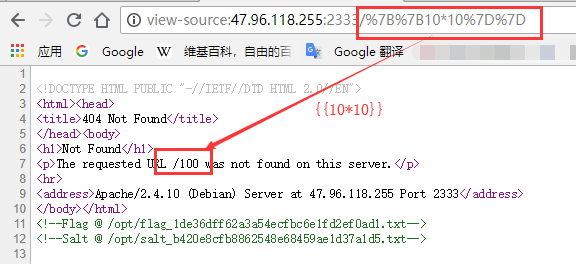 view-source:47.96.118.255:2333/%7B%7B10*10%7D%7D
应用 Google 维基百科，自由的百 Google 翻译
1
2 <!DOCTYPE HTML PUBLIC "-//IETF//DTD HTML 2.0//EN">
3 <html><head>
4 <title>404 Not Found</title>
5 </head><body>
{{10*10}}
6 <h1>Not Found</h1>
7 <p>The requested URL /100 was not found on this server.</p>
8 <hr>
9 <address>Apache/2.4.10 (Debian) Server at 47.96.118.255 Port 2333</address>
10 </body></html>
11 <!--Flag @ /opt/flag_1de36dff62a3a54ecfbc6e1fd2ef0ad1.txt-->
12 <!--Salt @ /opt/salt_b420e8cfb8862548e68459ae1d37a1d5.txt-->
13